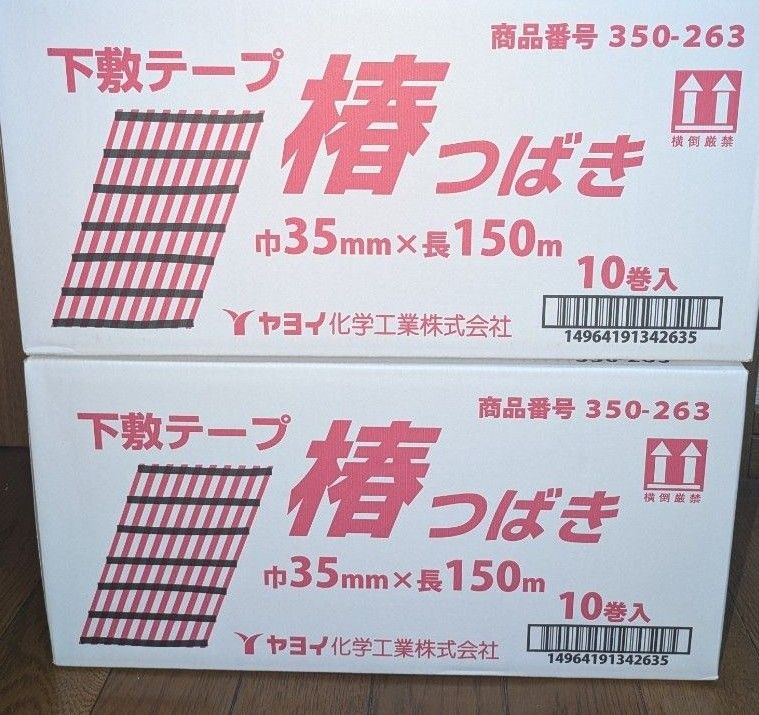 商品番号 350-263
下敷テープ
椿つばき
横倒厳禁
巾35mm×長150m
10巻入
ヤヨイ化学工業株式会社
14964191342635
商品番号 350-263
下敷テープ
椿つばき
横倒厳禁
巾35mm×長150m
10巻入
ヤヨイ化学工業株式会社
14964191342635